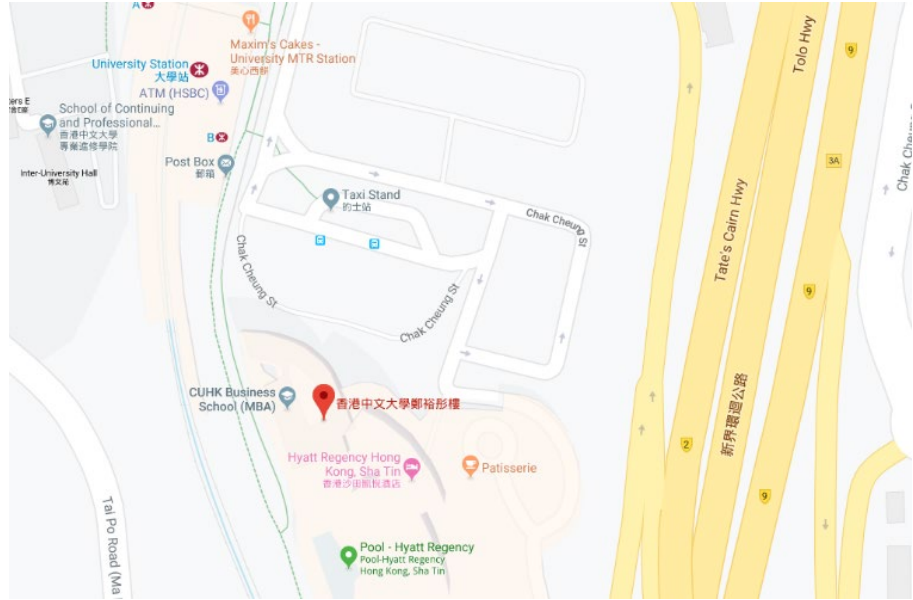 A
Maxim's Cakes -
University MTR Station
美心西餅
University Station
大學站
ATM (HSBC)
School of Continuing
and Professional...
香港中文大學
專業進修學院
B
Inter-University Hall
博文苑
Post Box
郵箱
Taxi Stand
的士站
Chak Cheung St
Chak Cheung St
Chak Cheung St
Tolo Hwy
9
3A
Tate's Cairn Hwy
9
CUHK Business
School (MBA)
香港中文大學鄭裕彤樓
2
新界環迴公路
9
Hyatt Regency Hong
Kong, Sha Tin
香港沙田凱悅酒店
Patisserie
Tai Po Road (Ma
Pool - Hyatt Regency
Pool-Hyatt Regency
Hong Kong, Sha Tin